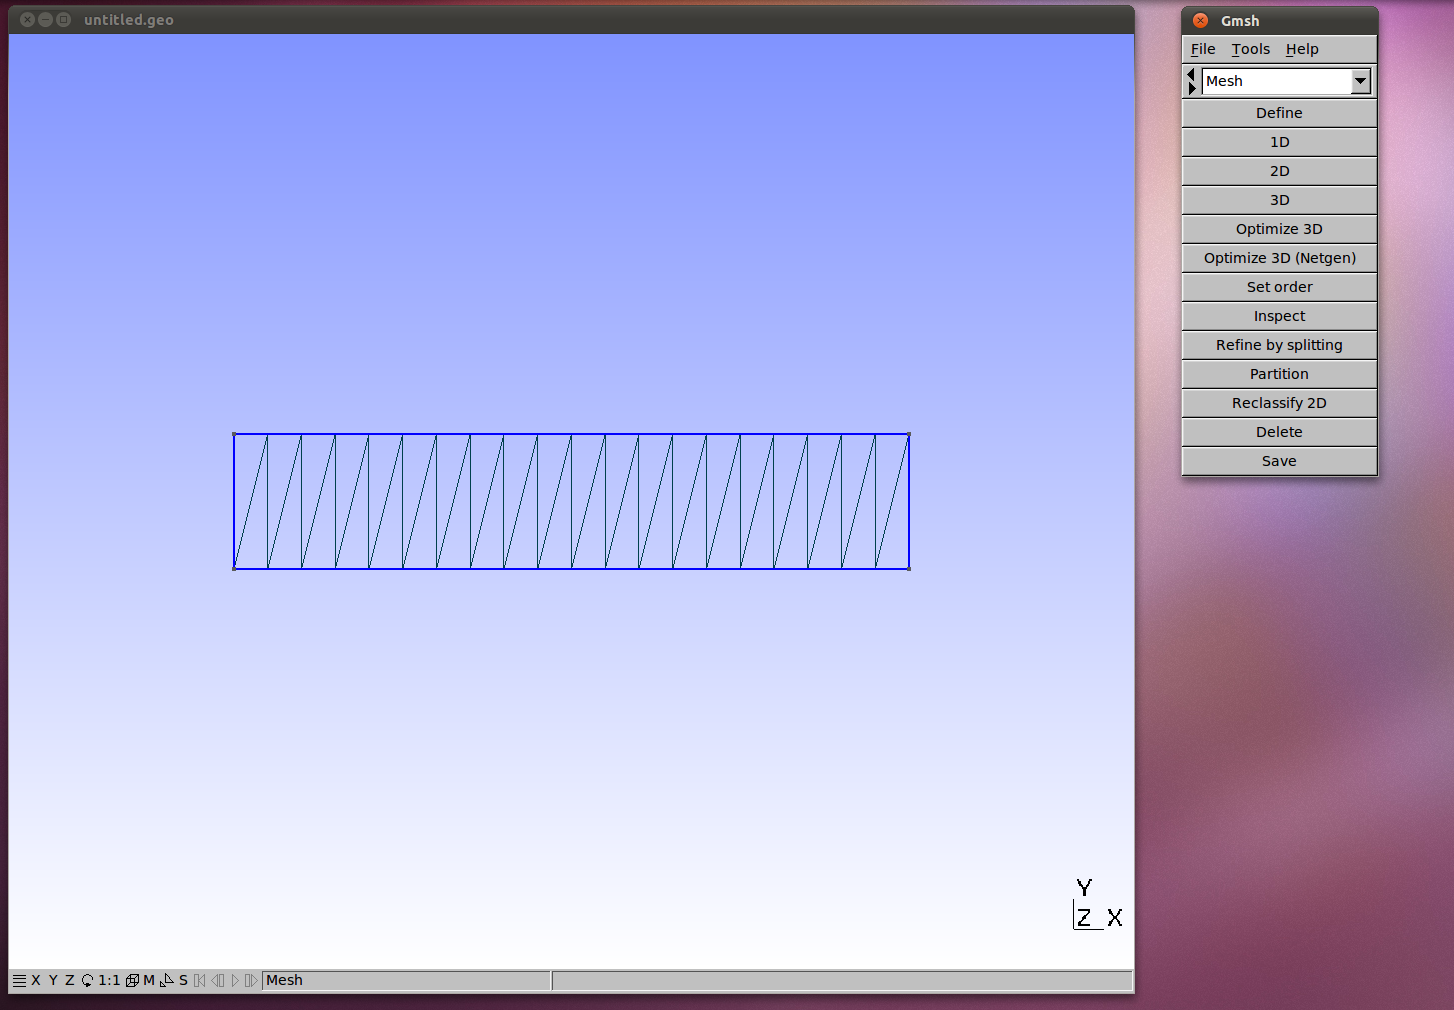 untitled.geo
Gmsh
File Tools Help
Mesh
Define
1D
2D
3D
Optimize 3D
Optimize 3D (Netgen)
Set order
Inspect
Refine by splitting
Partition
Reclassify 2D
Delete
Save
Y
Z X
X Y Z 1:1 M S Mesh